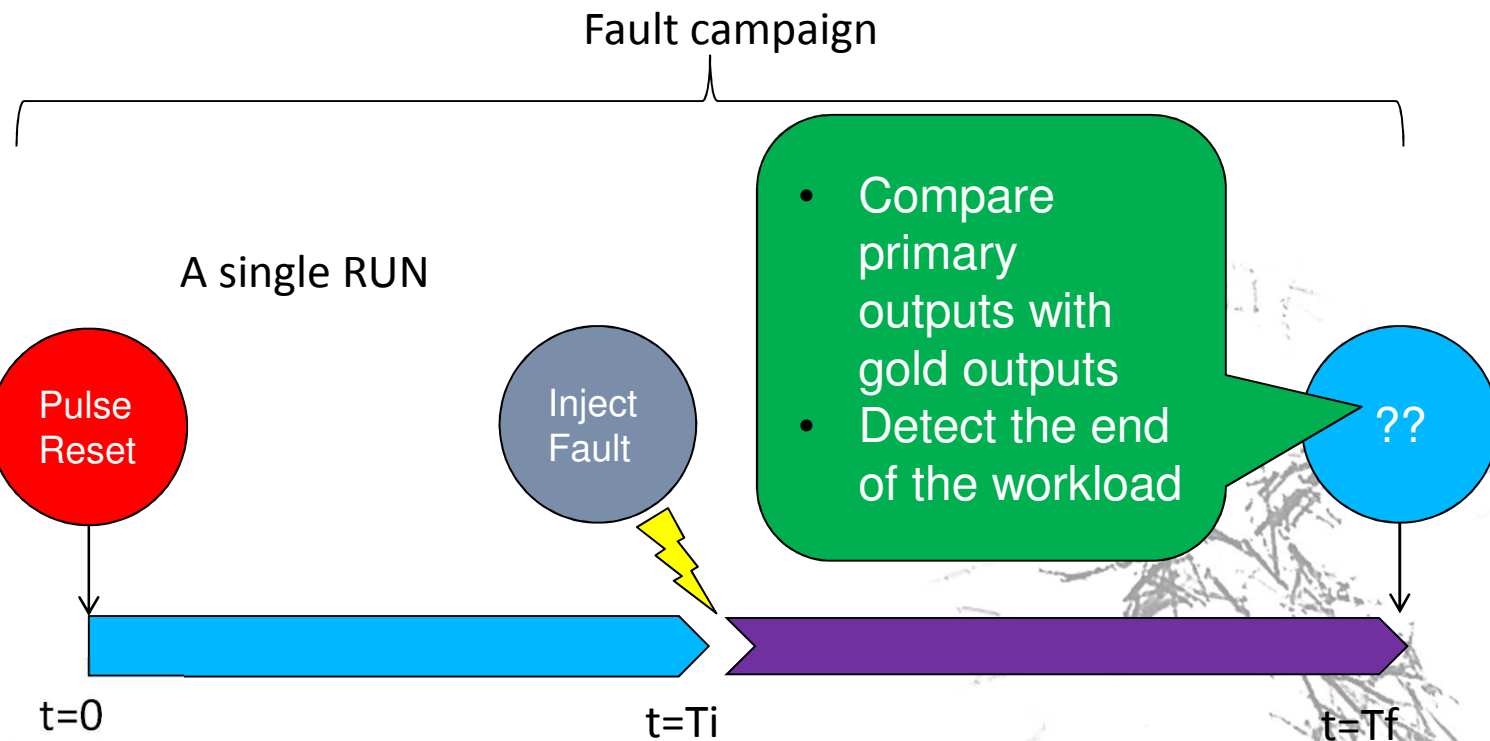 Fault campaign
A single RUN
Pulse
Reset
Inject
Fault
• Compare
primary
outputs with
gold outputs
• Detect the end
of the workload
??
t=0
t=Ti
t=Tf